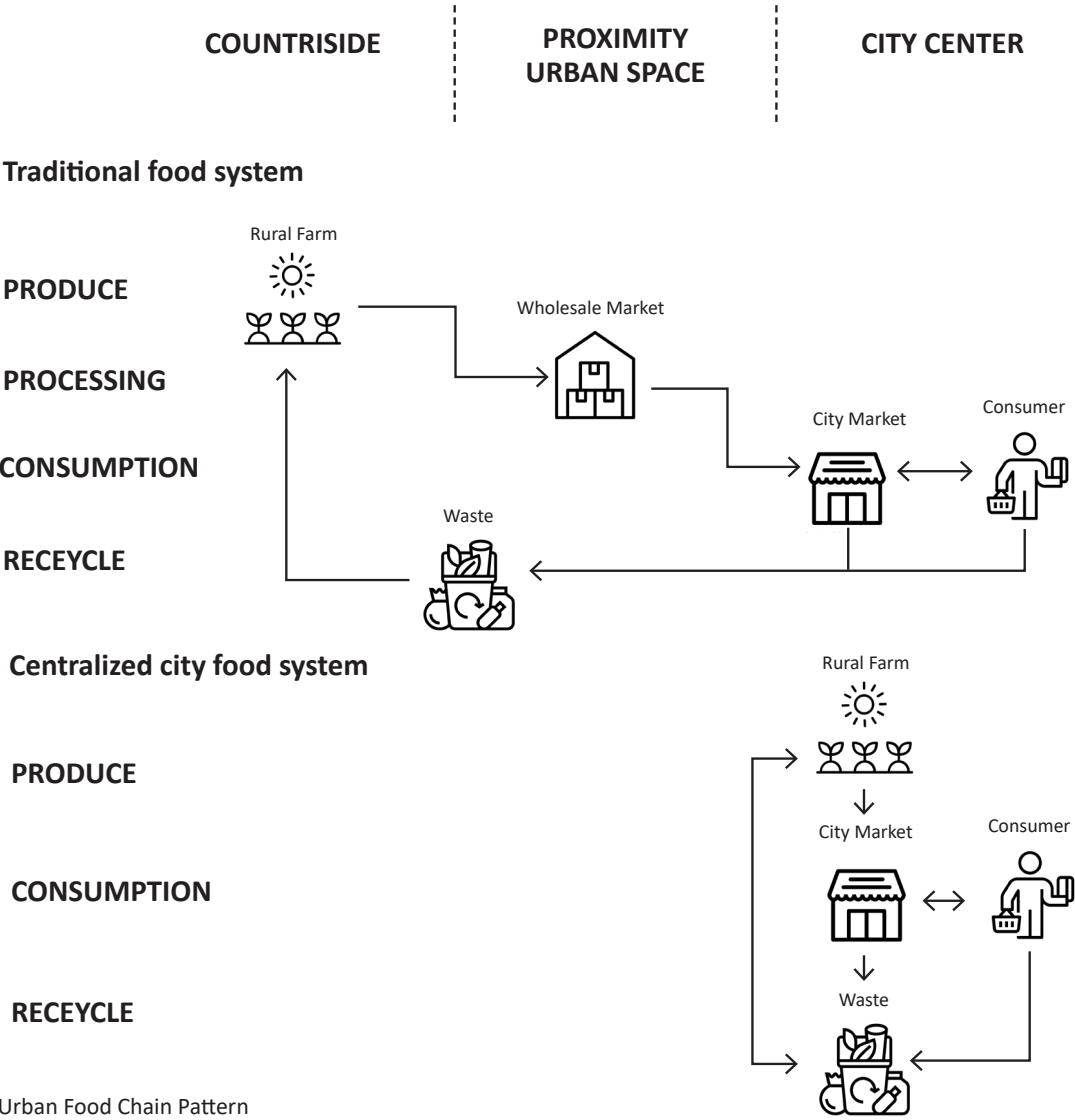 COUNTRISIDE
PROXIMITY
URBAN SPACE
CITY CENTER
Traditional food system
Rural Farm
PRODUCE
Wholesale Market
PROCESSING
City Market
Consumer
CONSUMPTION
Waste
RECEYCLE
Centralized city food system
Rural Farm
PRODUCE
City Market
Consumer
CONSUMPTION
Waste
RECEYCLE
Urban Food Chain Pattern